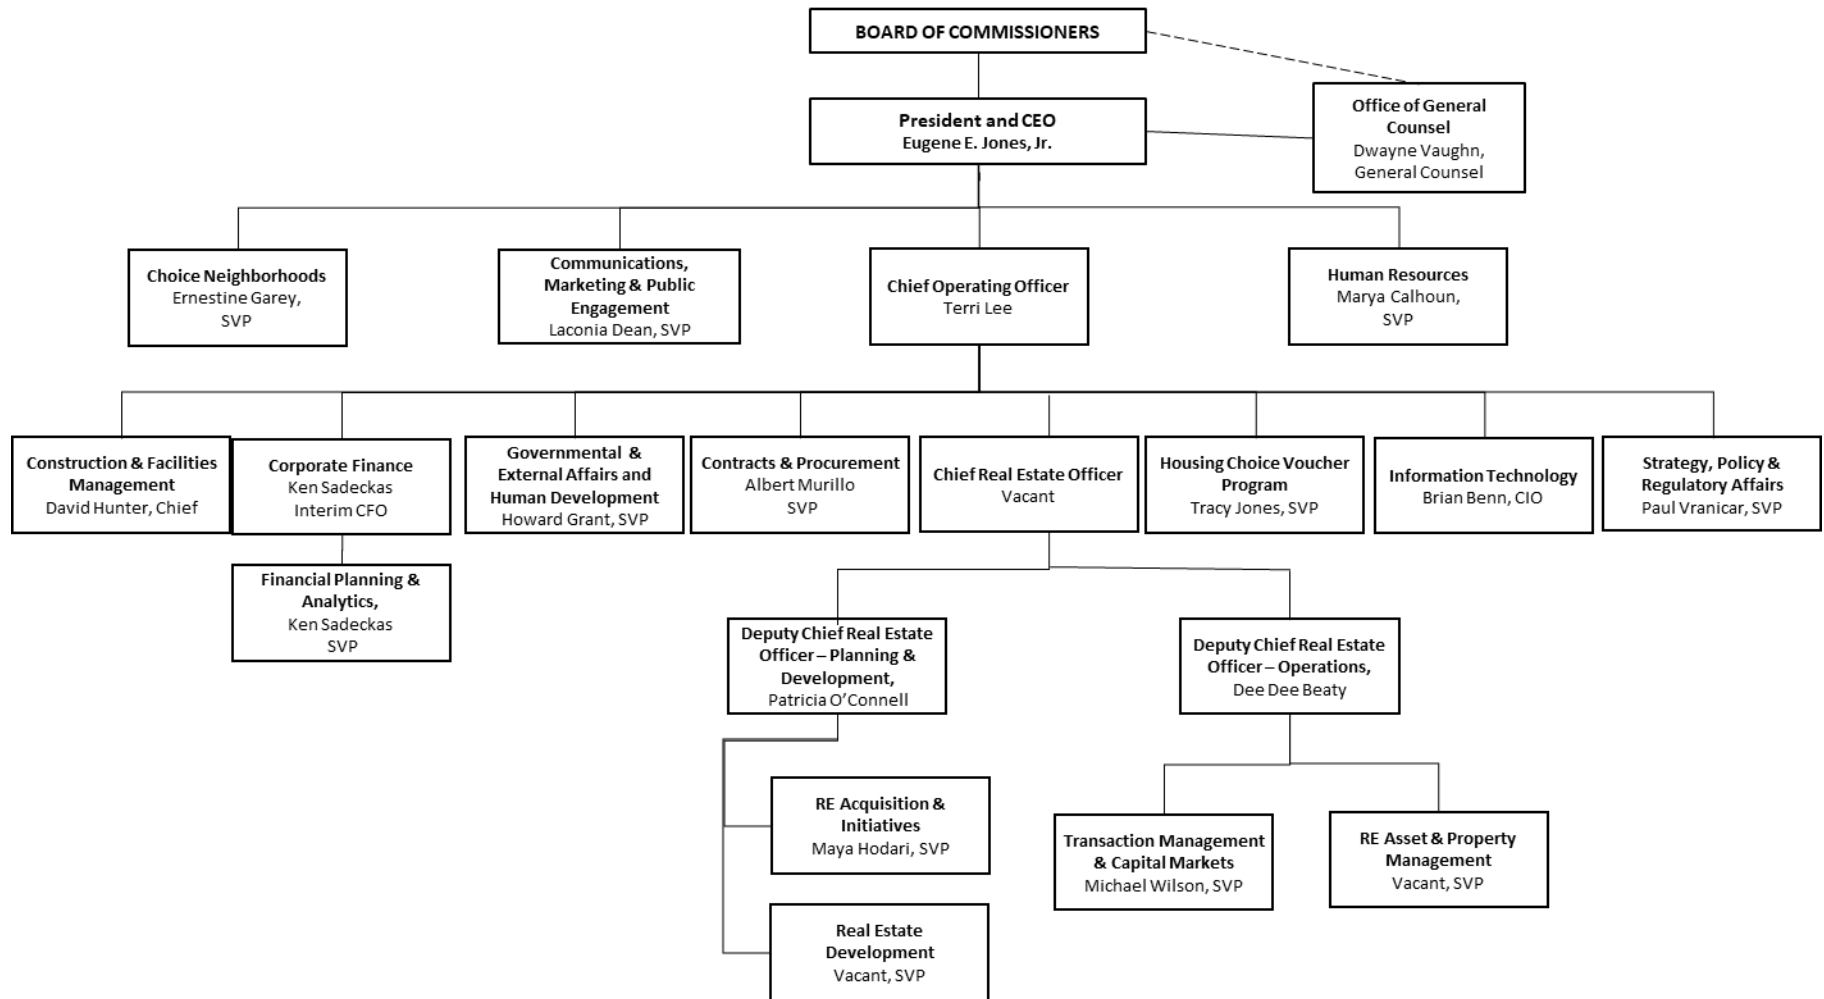 BOARD OF COMMISSIONERS
President and CEO
Eugene E. Jones, Jr.
Office of General
Counsel
Dwayne Vaughn,
General Counsel
Choice Neighborhoods
Ernestine Garey,
SVP
Communications,
Marketing & Public
Engagement
Laconia Dean, SVP
Chief Operating Officer
Terri Lee
Human Resources
Marya Calhoun,
SVP
Construction & Facilities
Management
David Hunter, Chief
Corporate Finance
Ken Sadeckas
Interim CFO
Governmental &
External Affairs and
Human Development
Howard Grant, SVP
Contracts & Procurement
Albert Murillo
SVP
Chief Real Estate Officer
Vacant
Housing Choice Voucher
Program
Tracy Jones, SVP
Information Technology
Brian Benn, CIO
Strategy, Policy &
Regulatory Affairs
Paul Vranicar, SVP
Financial Planning &
Analytics,
Ken Sadeckas
SVP
Deputy Chief Real Estate
Officer – Planning &
Development,
Patricia O’Connell
Deputy Chief Real Estate
Officer – Operations,
Dee Dee Beaty
RE Acquisition &
Initiatives
Maya Hodari, SVP
Transaction Management
& Capital Markets
Michael Wilson, SVP
RE Asset & Property
Management
Vacant, SVP
Real Estate
Development
Vacant, SVP